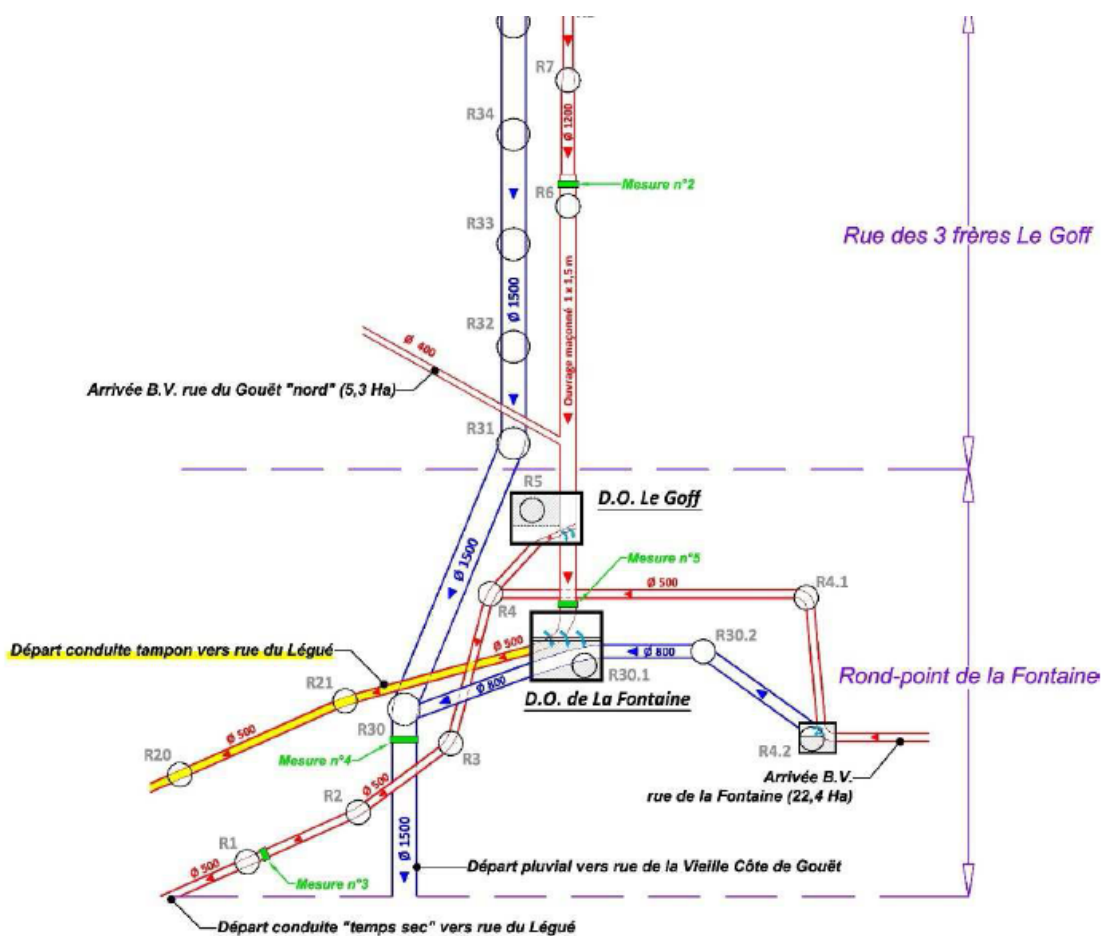 R7
R34
Ø 1200
Mesure n°2
R6
R33
Rue des 3 frères Le Goff
Ø 1500
Ouvrage maçonné 1 x 1,5 m
R32
Ø 400
Arrivée B.V. rue du Gouët "nord" (5,3 Ha)
R31
R5
D.O. Le Goff
Mesure n°5
Ø 1500
Ø 500
R4.1
R4
Départ conduite tampon vers rue du Légué
Ø 500
R30.2
Ø 800
R30.1
Rond-point de la Fontaine
R21
Ø 800
D.O. de La Fontaine
R30
R20
Ø 500
Mesure n°4
R3
R4.2
Arrivée B.V.
rue de la Fontaine (22,4 Ha)
Ø 500
R2
R1
Ø 1500
Ø 500
Départ pluvial vers rue de la Vieille Côte de Gouët
Mesure n°3
Départ conduite "temps sec" vers rue du Légué